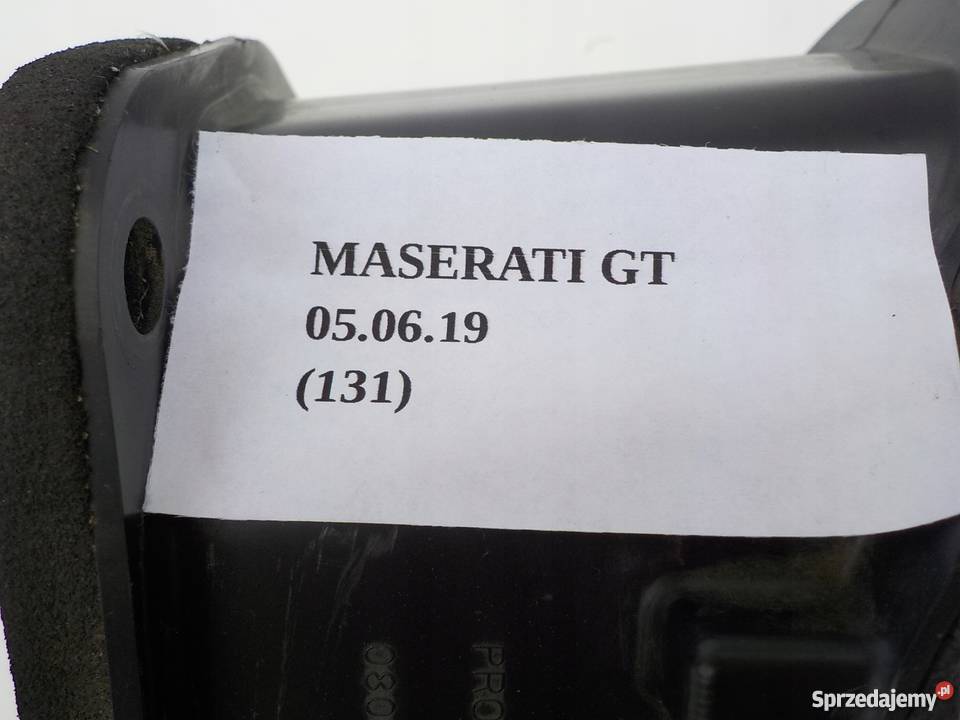 MASERATI GT
05.06.19
(131)
Sprzedajemy.pl